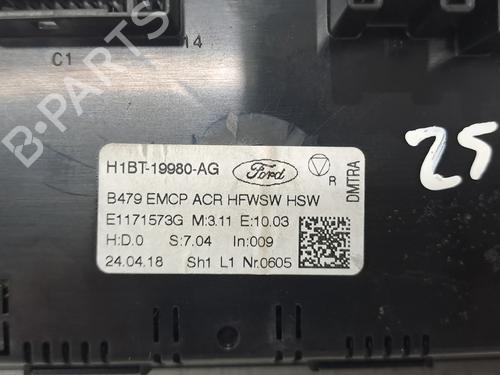 C1
14
B-PARTS
25
H1BT-19980-AG
Ford
R
DMTRA
B479 EMCP ACR HFWSW HSW
E1171573G M:3.11 E:10.03
H:D.0 S:7.04 In:009
24.04.18 Sh1 L1 Nr.0605